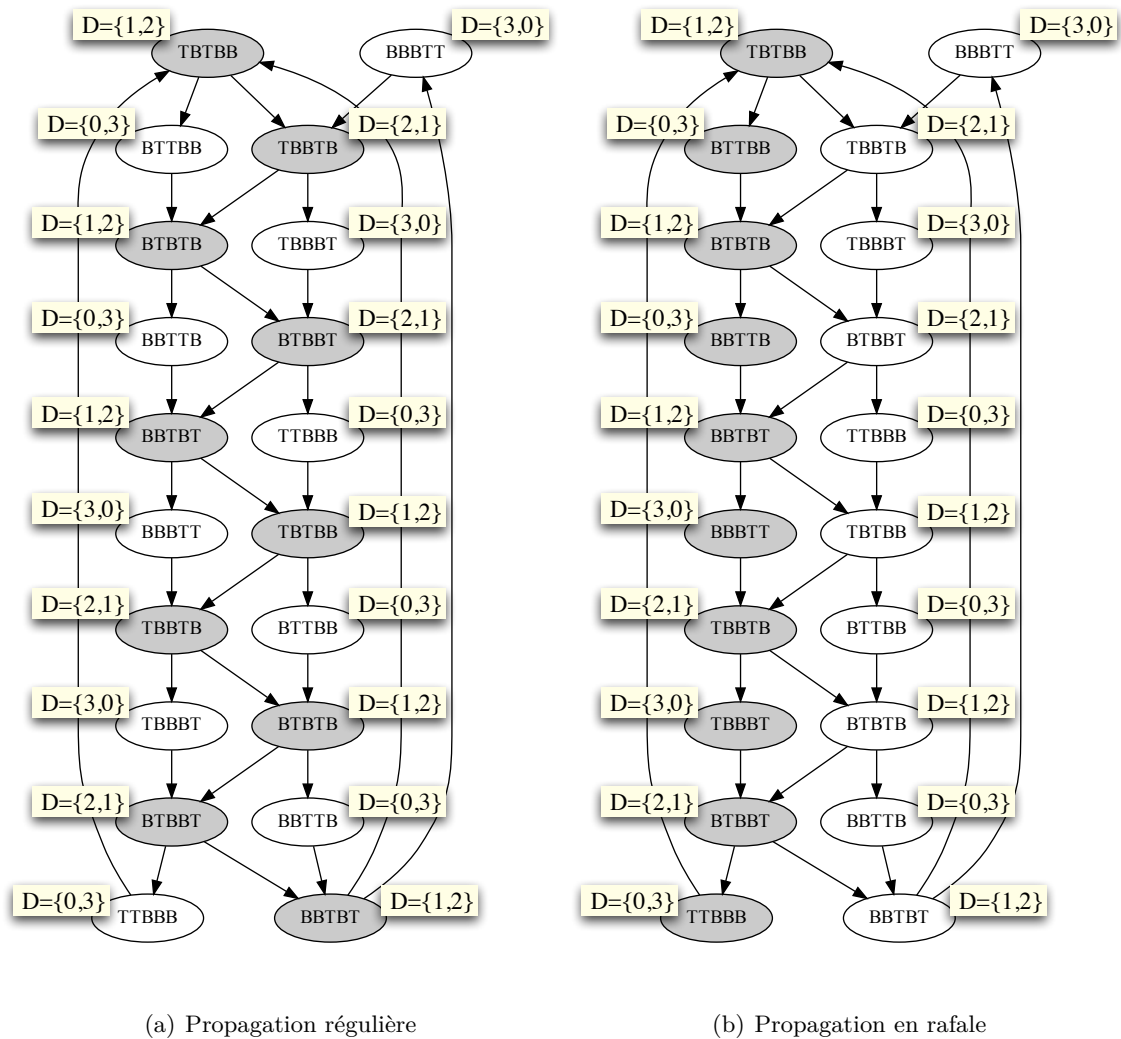 D={1,2} D={3,0} D={1,2} D={3,0}
TBTBB BBBTT TBTBB BBBTT
D={0,3} D={2,1} D={0,3} D={2,1}
BTTBB TBBTB BTTBB TBBTB
D={1,2} D={3,0} D={1,2} D={3,0}
BTBTB TBBBT BTBTB TBBBT
D={0,3} D={2,1} D={0,3} D={2,1}
BBTTB BTBBT BBTTB BTBBT
D={1,2} D={0,3} D={1,2} D={0,3}
BBTBT TTBBB BBTBT TTBBB
D={3,0} D={1,2} D={3,0} D={1,2}
BBBTT TBTBB BBBTT TBTBB
D={2,1} D={0,3} D={2,1} D={0,3}
TBBTB BTTBB TBBTB BTTBB
D={3,0} D={1,2} D={3,0} D={1,2}
TBBBT BTBTB TBBBT BTBTB
D={2,1} D={0,3} D={2,1} D={0,3}
BTBBT BBTTB BTBBT BBTTB
D={0,3} D={1,2} D={0,3} D={1,2}
TTBBB BBTBT TTBBB BBTBT
(a) Propagation régulière (b) Propagation en rafale